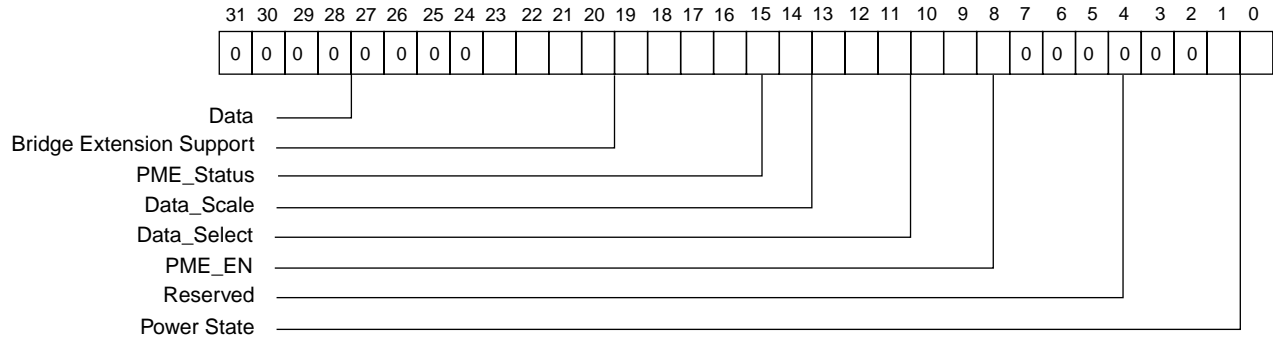 31 30 29 28 27 26 25 24 23 22 21 20 19 18 17 16 15 14 13 12 11 10 9 8 7 6 5 4 3 2 1 0
0 0 0 0 0 0 0 0 0 0 0 0 0 0
Data
Bridge Extension Support
PME_Status
Data_Scale
Data_Select
PME_EN
Reserved
Power State